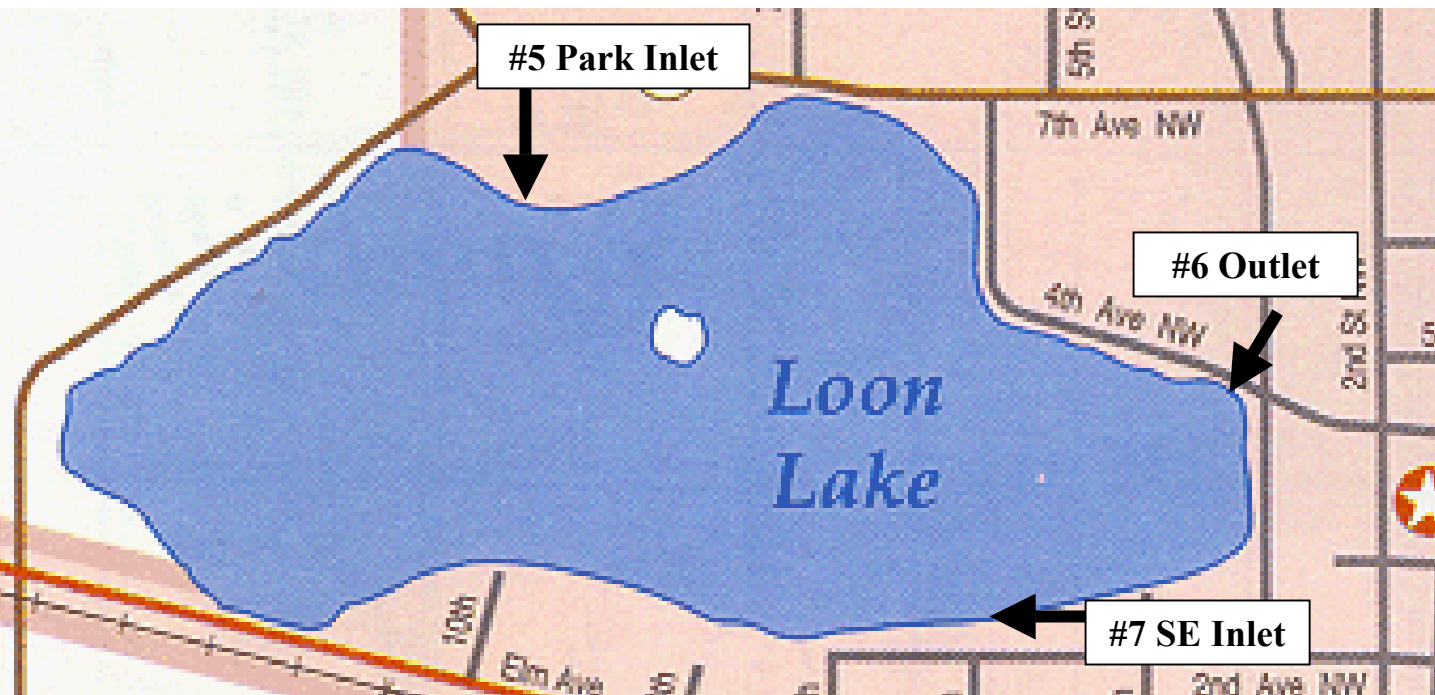 #5 Park Inlet
5th S
7th Ave NW
#6 Outlet
4th Ave NW
2nd St
Loon
Lake
10th
#7 SE Inlet
Elm Ave
2nd Ave NW